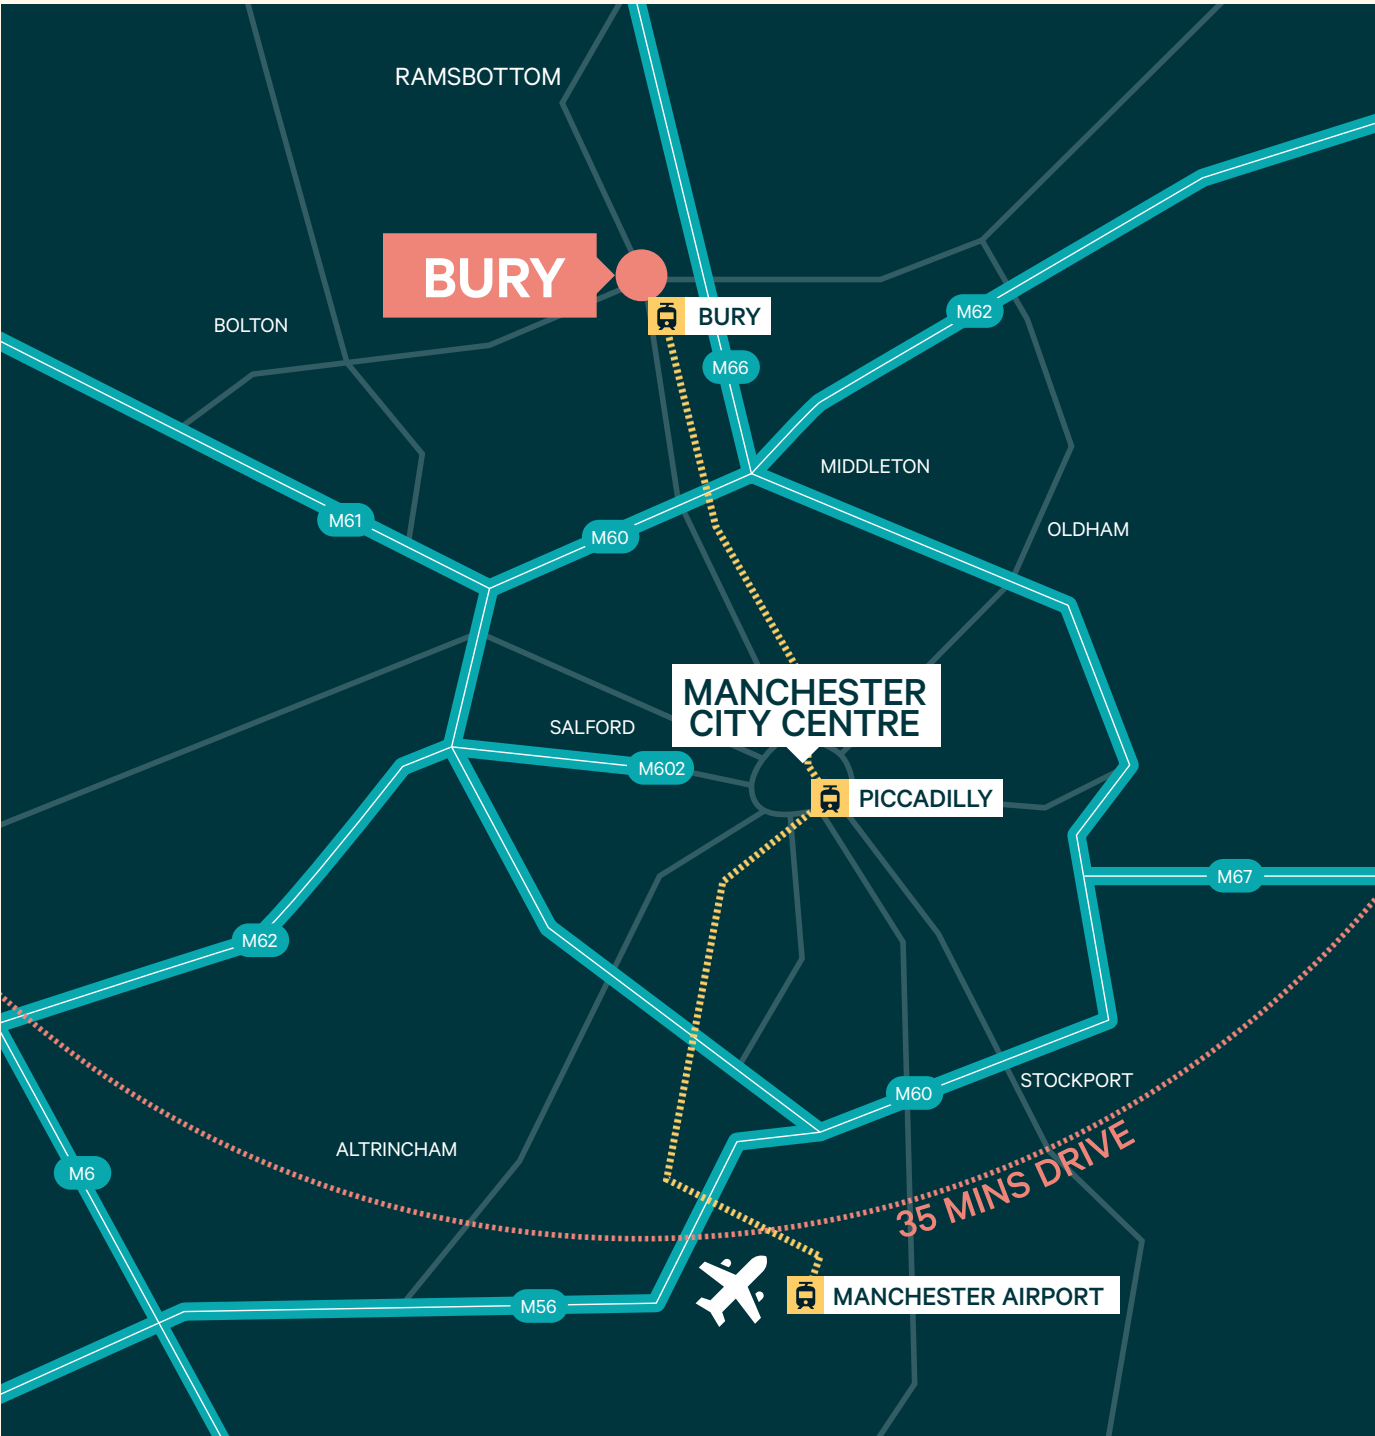 RAMSBOTTOM
BURY
BURY
M62
BOLTON
M66
MIDDLETON
M61
M60
OLDHAM
MANCHESTER
CITY CENTRE
SALFORD
M602
PICCADILLY
M67
M62
M60
STOCKPORT
ALTRINCHAM
35 MINS DRIVE
M6
MANCHESTER AIRPORT
M56